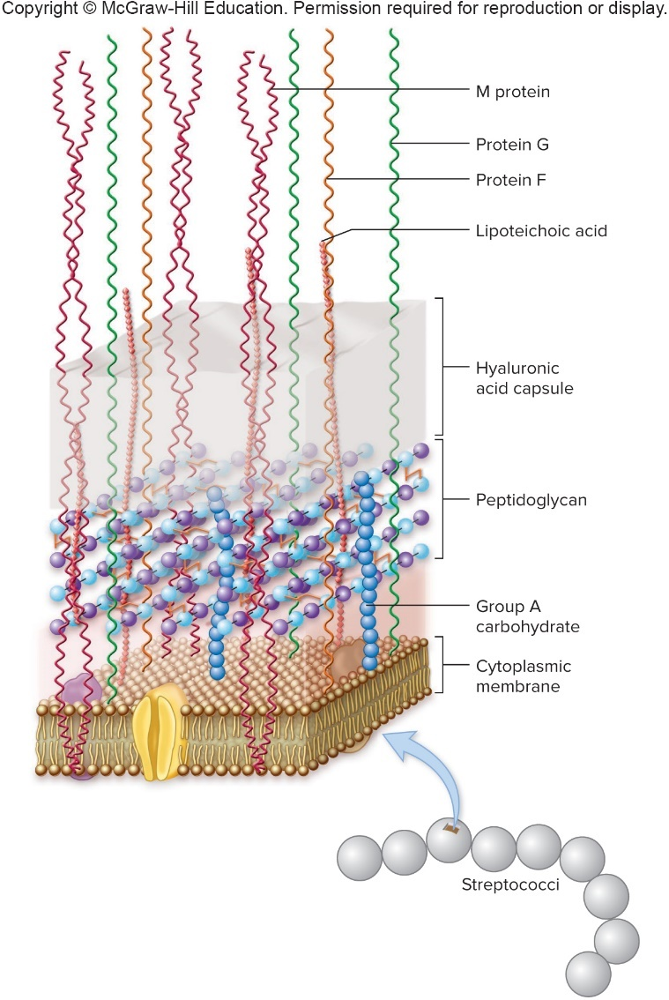 Copyright © McGraw-Hill Education. Permission required for reproduction or display.
M protein
Protein G
Protein F
Lipoteichoic acid
Hyaluronic
acid capsule
Peptidoglycan
Group A
carbohydrate
Cytoplasmic
membrane
Streptococci